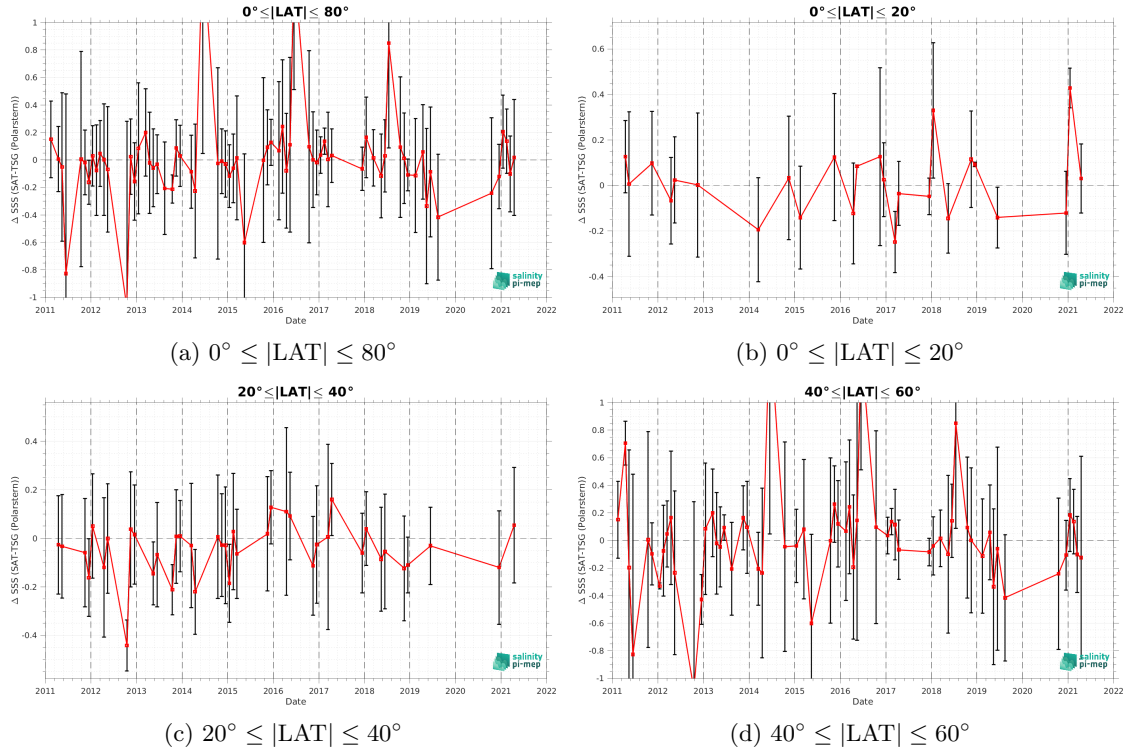 0°≤|LAT|≤ 80°
Δ SSS (SAT-TSG (Polarstern))
1
0.8
0.6
0.4
0.2
0
-0.2
-0.4
-0.6
-0.8
-1
2011 2012 2013 2014 2015 2016 2017 2018 2019 2020 2021 2022
Date
salinity
pi-mep
(a) 0° ≤ |LAT| ≤ 80°
0°≤|LAT|≤ 20°
Δ SSS (SAT-TSG (Polarstern))
0.6
0.4
0.2
0
-0.2
-0.4
2011 2012 2013 2014 2015 2016 2017 2018 2019 2020 2021 2022
Date
salinity
pi-mep
(b) 0° ≤ |LAT| ≤ 20°
20°≤|LAT|≤ 40°
Δ SSS (SAT-TSG (Polarstern))
0.4
0.2
0
-0.2
-0.4
2011 2012 2013 2014 2015 2016 2017 2018 2019 2020 2021 2022
Date
salinity
pi-mep
(c) 20° ≤ |LAT| ≤ 40°
40°≤|LAT|≤ 60°
Δ SSS (SAT-TSG (Polarstern))
1
0.8
0.6
0.4
0.2
0
-0.2
-0.4
-0.6
-0.8
-1
2011 2012 2013 2014 2015 2016 2017 2018 2019 2020 2021 2022
Date
salinity
pi-mep
(d) 40° ≤ |LAT| ≤ 60°